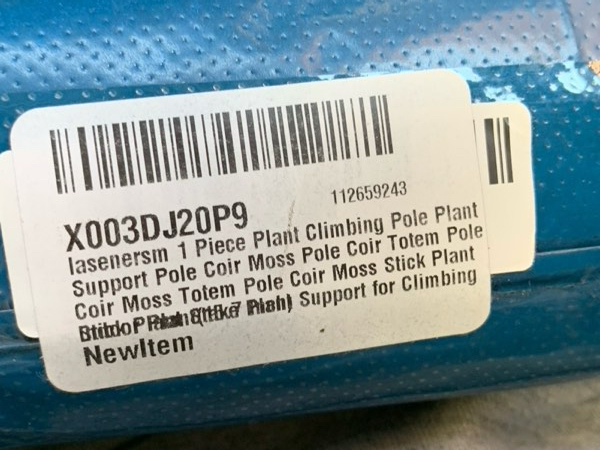 X003DJ20P9
112659243
lasenersm 1 Piece Plant Climbing Pole Plant
Support Pole Coir Moss Pole Coir Totem Pole
Coir Moss Totem Pole Coir Moss Stick Plant
Support for Climbing
NewItem